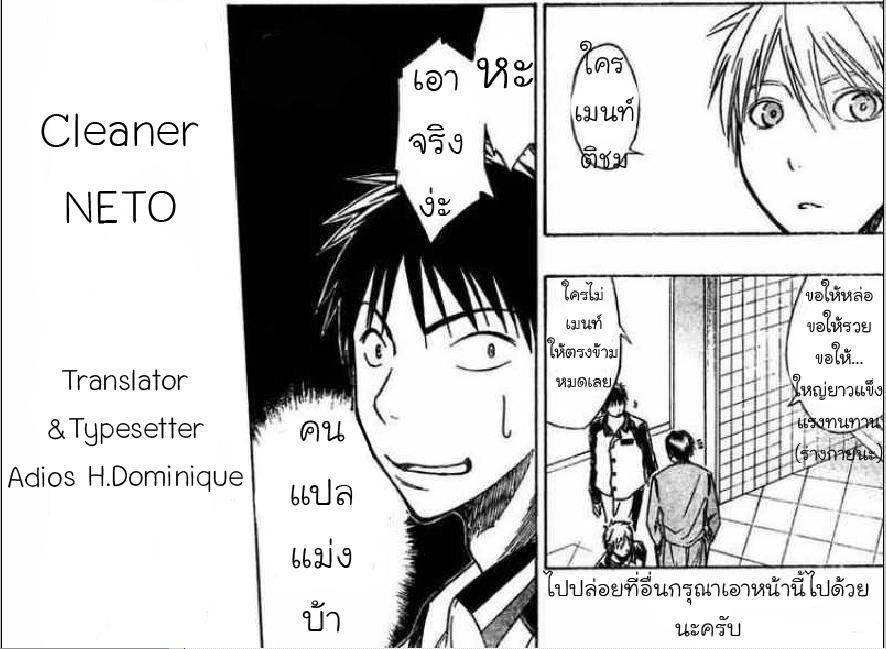 ใคร
เมนท์
ติชม
ขอให้หล่อ
ขอให้รวย
ขอให้...
ใหญ่ยาวแข็ง
แรงทนทาน
(ร่างกายนะ)
ใครไม่
เมนท์
ให้ตรงข้าม
หมดเลย
ไปปล่อยที่อื่นกรุณาเอาหน้านี้ไปด้วย
นะครับ
หะ
เอา
จริง
ง่ะ
คน
แปล
แม่ง
บ้า
Cleaner
NETO
Translator
&Typesetter
Adios H.Dominique